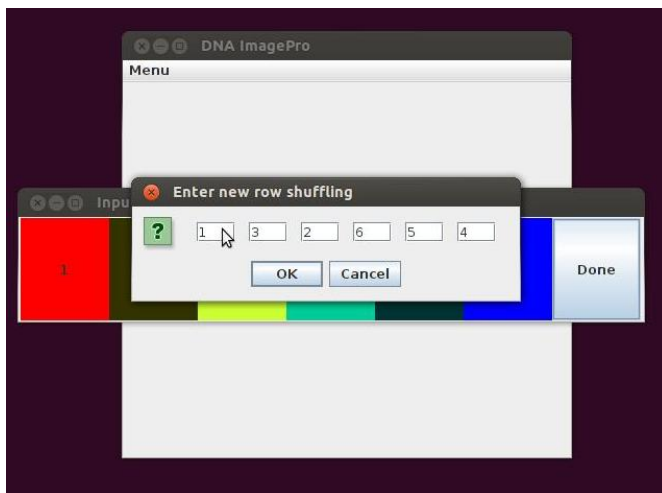 DNA ImagePro
Menu
Enter new row shuffling
Inpu
? 1 3 2 6 5 4
OK Cancel
1 Done